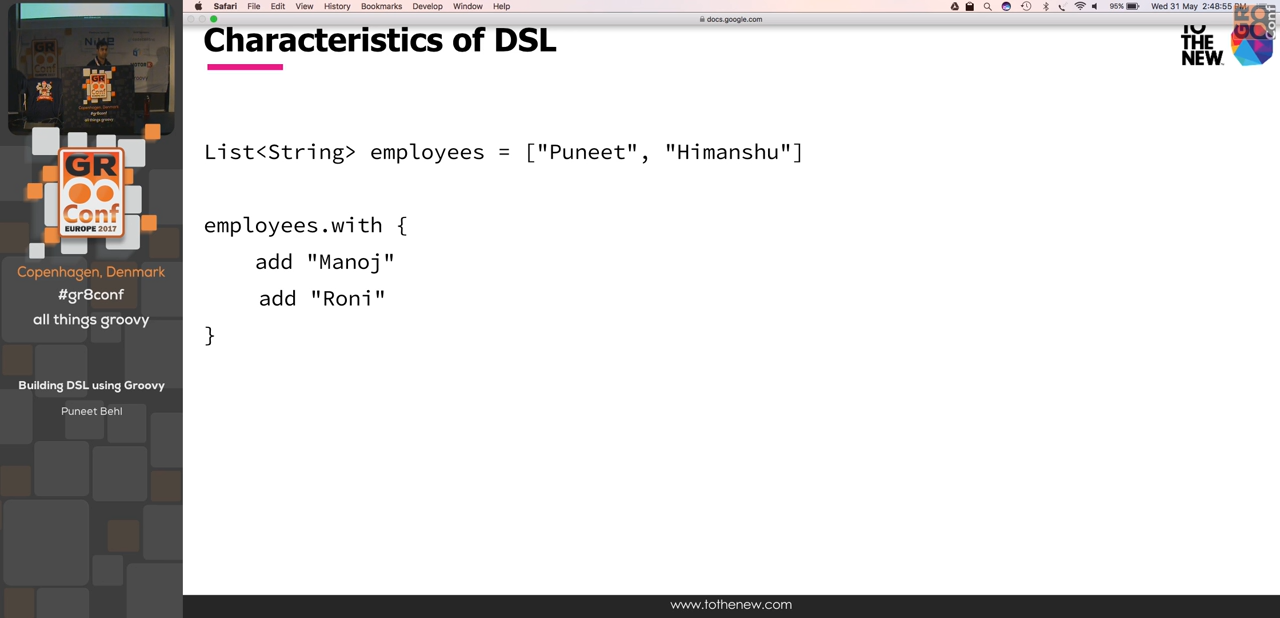 Safari File Edit View History Bookmarks Develop Window Help
95% Wed 31 May 2:48:55
docs.google.com
Characteristics of DSL
TO
THE
NEW.
List<String> employees = ["Puneet", "Himanshu"]
employees.with {
add "Manoj"
add "Roni"
}
www.tothenew.com
GR
Conf
EUROPE 2017
Copenhagen, Denmark
#gr8conf
all things groovy
Building DSL using Groovy
Puneet Behl